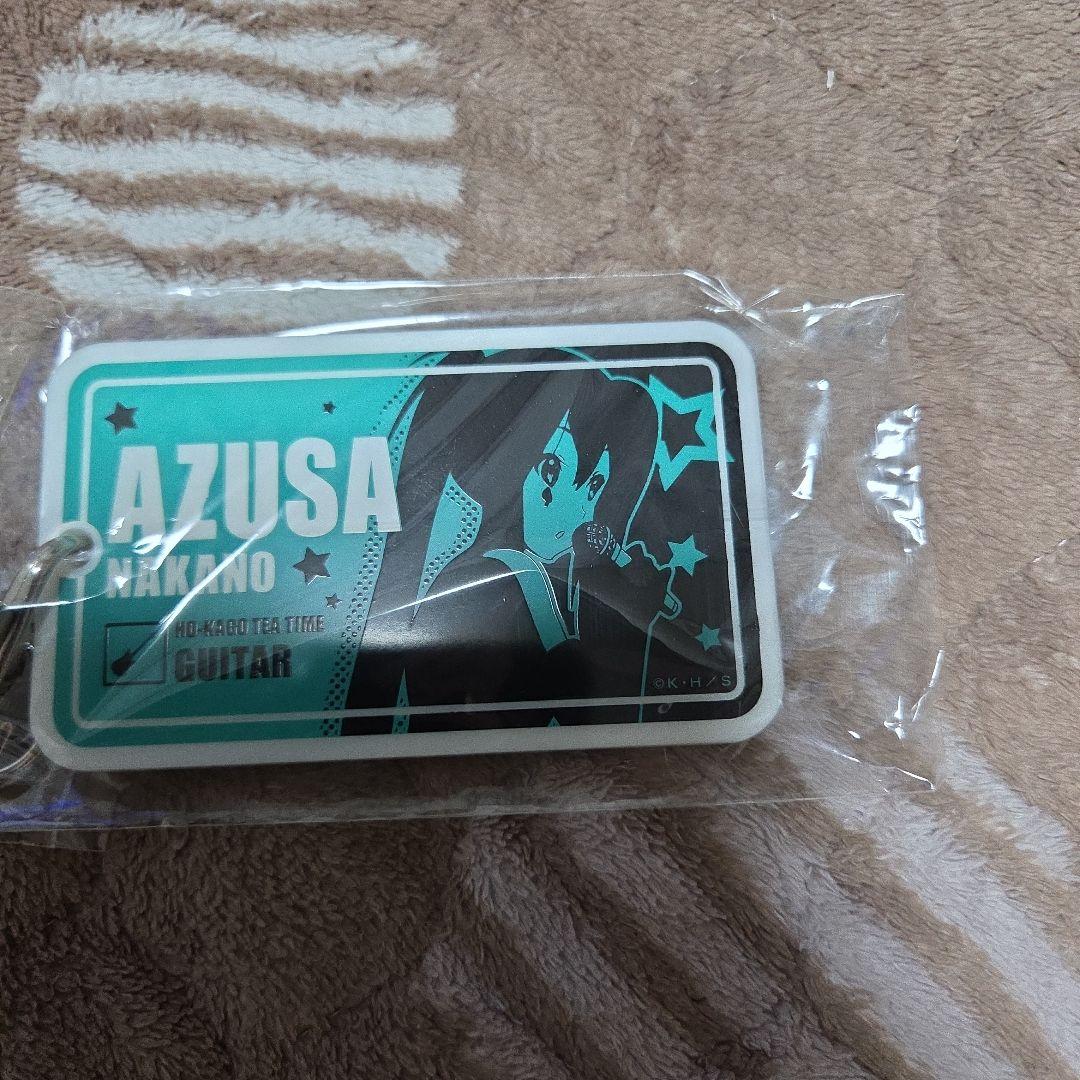 AZUSA
NAKANO
HO-KAGO TEA TIME
GUITAR
©K・H／S